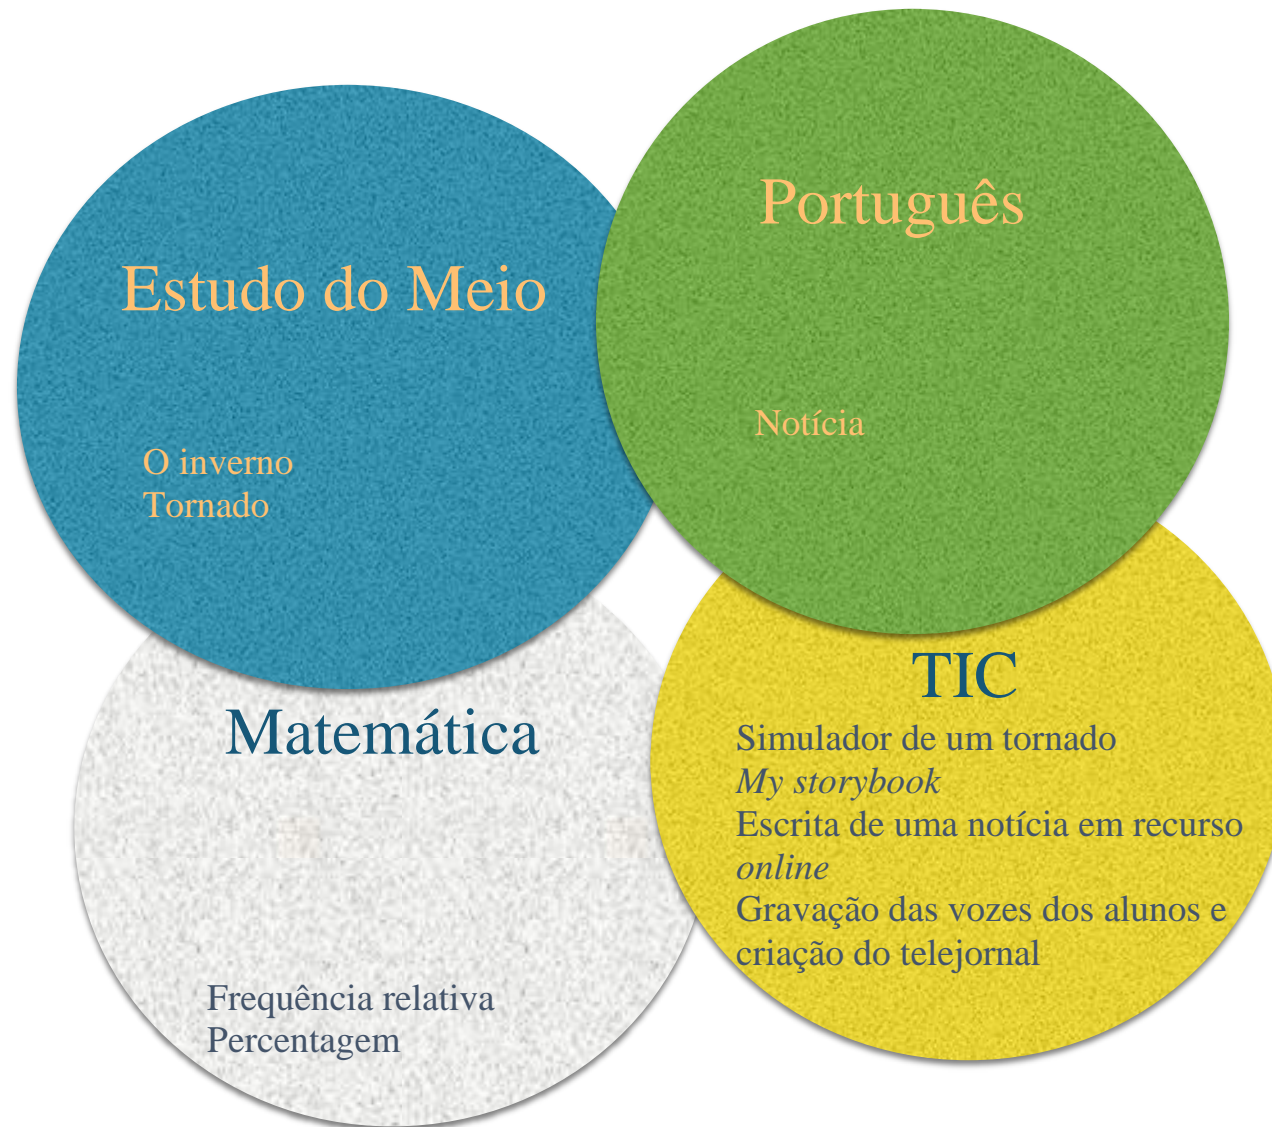 Estudo do Meio
O inverno
Tornado
Português
Notícia
Matemática
Frequência relativa
Percentagem
TIC
Simulador de um tornado
My storybook
Escrita de uma notícia em recurso
online
Gravação das vozes dos alunos e
criação do telejornal